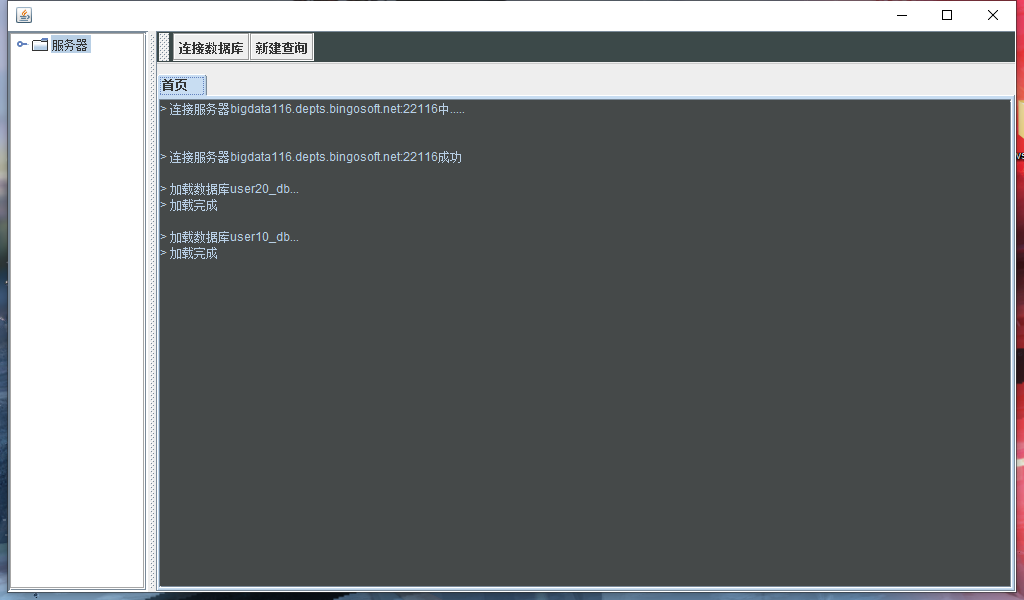 服务器
连接数据库 新建查询
首页
> 连接服务器bigdata116.depts.bingosoft.net:22116中.....
> 连接服务器bigdata116.depts.bingosoft.net:22116成功
> 加载数据库user20_db...
> 加载完成
> 加载数据库user10_db...
> 加载完成